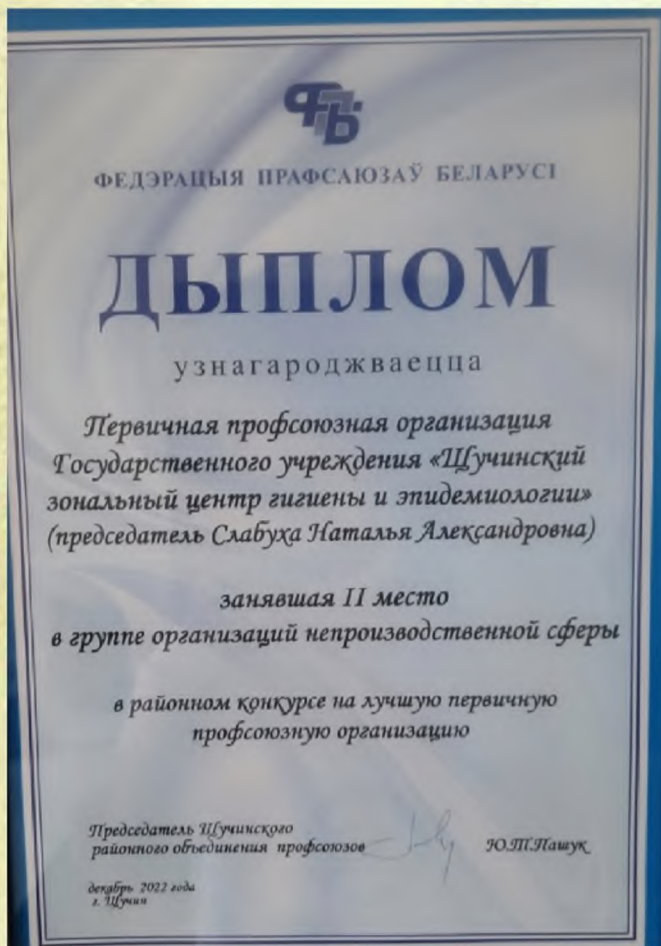 ФПБ
ФЕДЭРАЦЫЯ ПРАФСАЮЗАЎ БЕЛАРУСІ
ДЫПЛОМ
узнагароджваецца
Первичная профсоюзная организация
Государственного учреждения «Щучинский
зональный центр гигиены и эпидемиологии»
(председатель Слабуха Наталья Александровна)
занявшая II место
в группе организаций непроизводственной сферы
в районном конкурсе на лучшую первичную
профсоюзную организацию
Председатель Щучинского
районного объединения профсоюзов Ю.Т.Пашук
декабрь 2022 года
г. Щучин